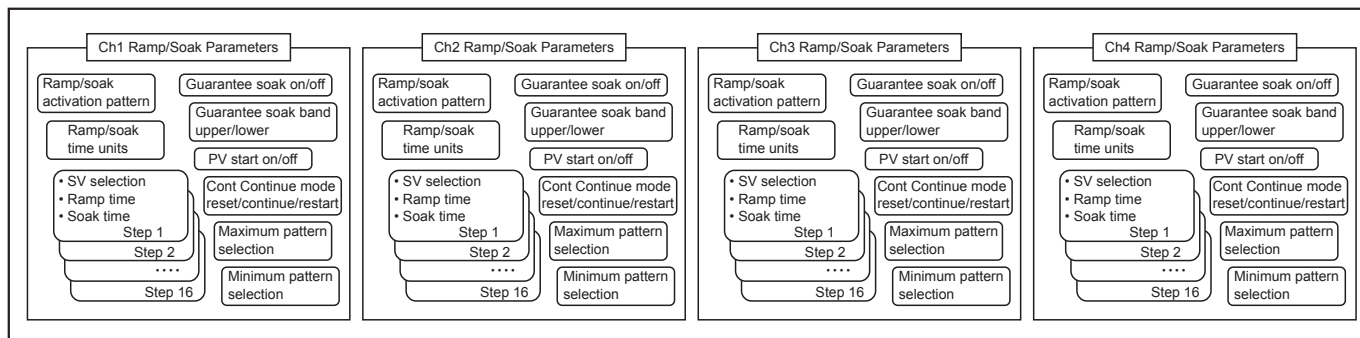 Ch1 Ramp/Soak Parameters
Ramp/soak
activation pattern
Guarantee soak on/off
Guarantee soak band
upper/lower
Ramp/soak
time units
PV start on/off
• SV selection
• Ramp time
• Soak time
Step 1
Step 2
• • • •
Step 16
Cont Continue mode
reset/continue/restart
Maximum pattern
selection
Minimum pattern
selection
Ch2 Ramp/Soak Parameters
Ramp/soak
activation pattern
Guarantee soak on/off
Guarantee soak band
upper/lower
Ramp/soak
time units
PV start on/off
• SV selection
• Ramp time
• Soak time
Step 1
Step 2
• • • •
Step 16
Cont Continue mode
reset/continue/restart
Maximum pattern
selection
Minimum pattern
selection
Ch3 Ramp/Soak Parameters
Ramp/soak
activation pattern
Guarantee soak on/off
Guarantee soak band
upper/lower
Ramp/soak
time units
PV start on/off
• SV selection
• Ramp time
• Soak time
Step 1
Step 2
• • • •
Step 16
Cont Continue mode
reset/continue/restart
Maximum pattern
selection
Minimum pattern
selection
Ch4 Ramp/Soak Parameters
Ramp/soak
activation pattern
Guarantee soak on/off
Guarantee soak band
upper/lower
Ramp/soak
time units
PV start on/off
• SV selection
• Ramp time
• Soak time
Step 1
Step 2
• • • •
Step 16
Cont Continue mode
reset/continue/restart
Maximum pattern
selection
Minimum pattern
selection